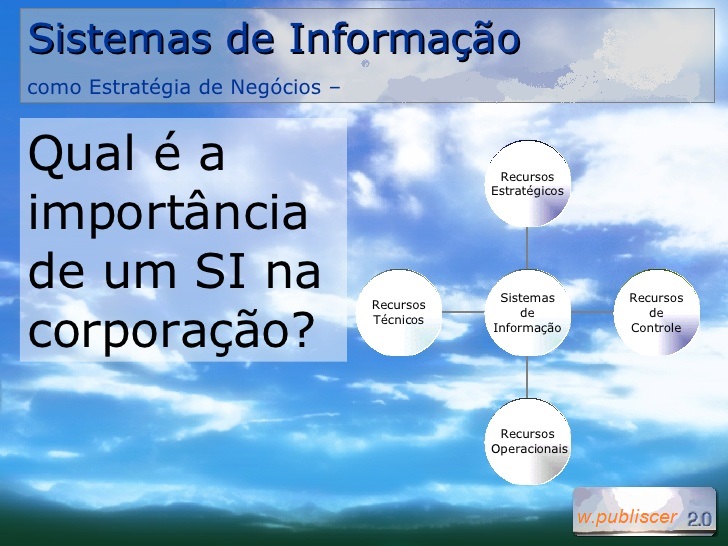 Sistemas de Informação
como Estratégia de Negócios –
Qual é a
importância
de um SI na
corporação?
Recursos
Estratégicos
Recursos
Técnicos
Sistemas
de
Informação
Recursos
de
Controle
Recursos
Operacionais
w.publiscer 2.0